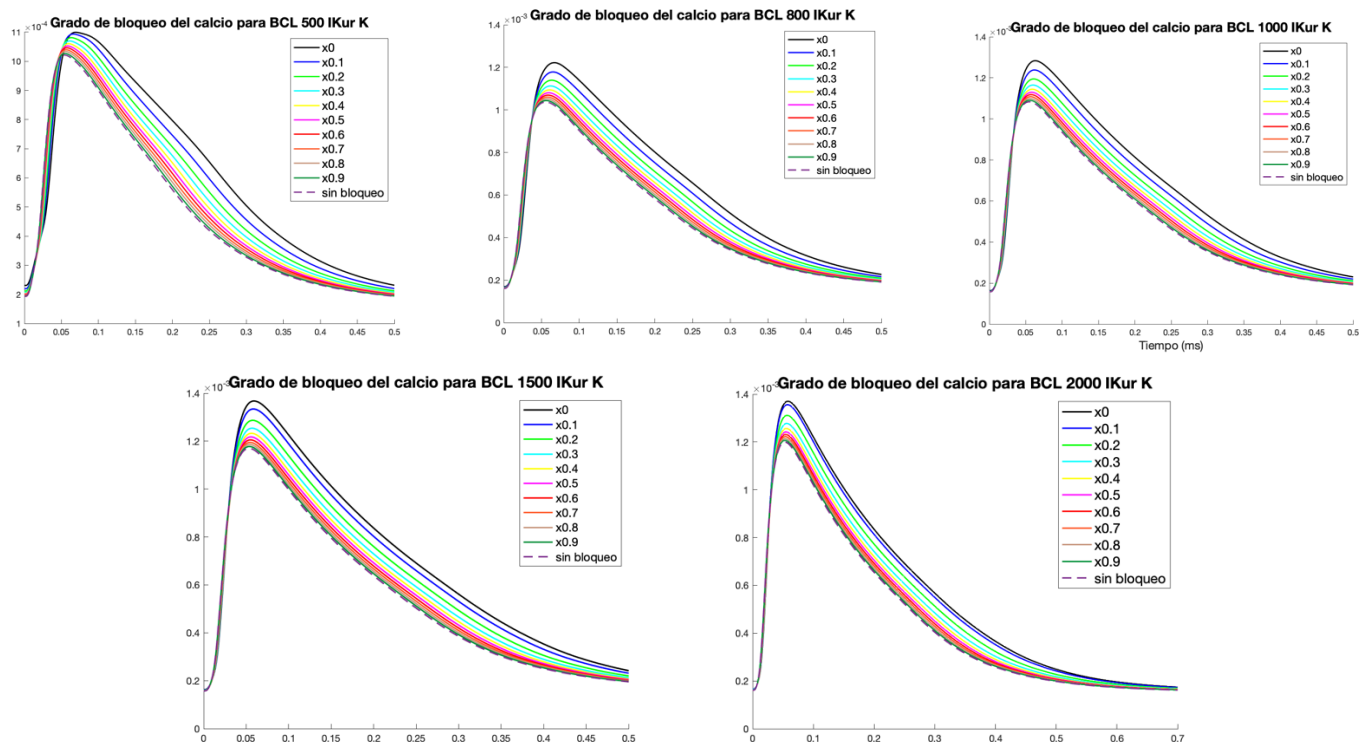 Grado de bloqueo del calcio para BCL 500 IKur K
×10⁻⁴
11
10
9
8
7
6
5
4
3
2
1
0
0.05
0.1
0.15
0.2
0.25
0.3
0.35
0.4
0.45
0.5
x0
x0.1
x0.2
x0.3
x0.4
x0.5
x0.6
x0.7
x0.8
x0.9
sin bloqueo
Grado de bloqueo del calcio para BCL 800 IKur K
×10⁻³
1.4
1.2
1
0.8
0.6
0.4
0.2
0
0
0.05
0.1
0.15
0.2
0.25
0.3
0.35
0.4
0.45
0.5
x0
x0.1
x0.2
x0.3
x0.4
x0.5
x0.6
x0.7
x0.8
x0.9
sin bloqueo
Grado de bloqueo del calcio para BCL 1000 IKur K
×10⁻³
1.4
1.2
1
0.8
0.6
0.4
0.2
0
0
0.05
0.1
0.15
0.2
0.25
0.3
0.35
0.4
0.45
0.5
Tiempo (ms)
x0
x0.1
x0.2
x0.3
x0.4
x0.5
x0.6
x0.7
x0.8
x0.9
sin bloqueo
Grado de bloqueo del calcio para BCL 1500 IKur K
×10⁻³
1.4
1.2
1
0.8
0.6
0.4
0.2
0
0
0.05
0.1
0.15
0.2
0.25
0.3
0.35
0.4
0.45
0.5
x0
x0.1
x0.2
x0.3
x0.4
x0.5
x0.6
x0.7
x0.8
x0.9
sin bloqueo
Grado de bloqueo del calcio para BCL 2000 IKur K
×10⁻³
1.4
1.2
1
0.8
0.6
0.4
0.2
0
0
0.1
0.2
0.3
0.4
0.5
0.6
0.7
x0
x0.1
x0.2
x0.3
x0.4
x0.5
x0.6
x0.7
x0.8
x0.9
sin bloqueo